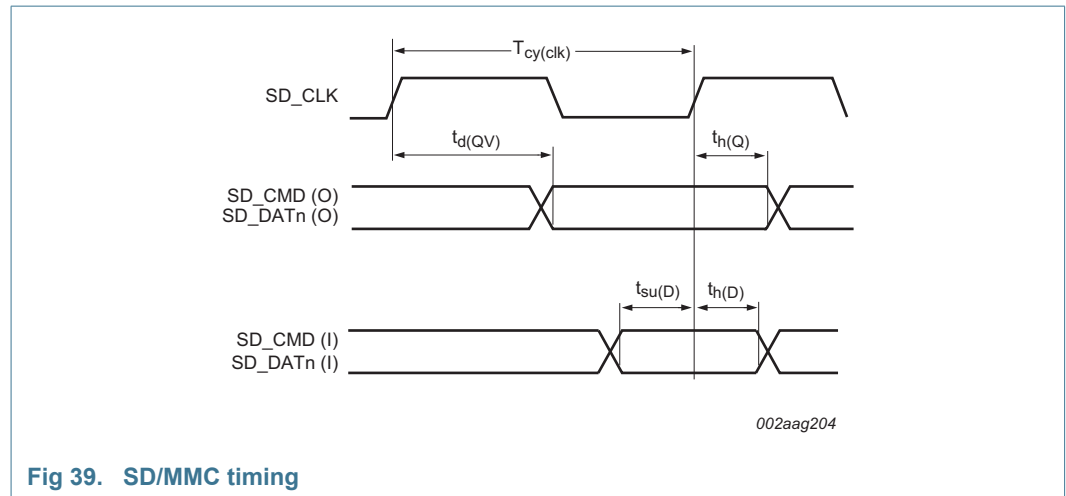 Tcy(clk)
SD_CLK
td(QV)
th(Q)
SD_CMD (O)
SD_DATn (O)
tsu(D)
th(D)
SD_CMD (I)
SD_DATn (I)
002aag204
Fig 39. SD/MMC timing